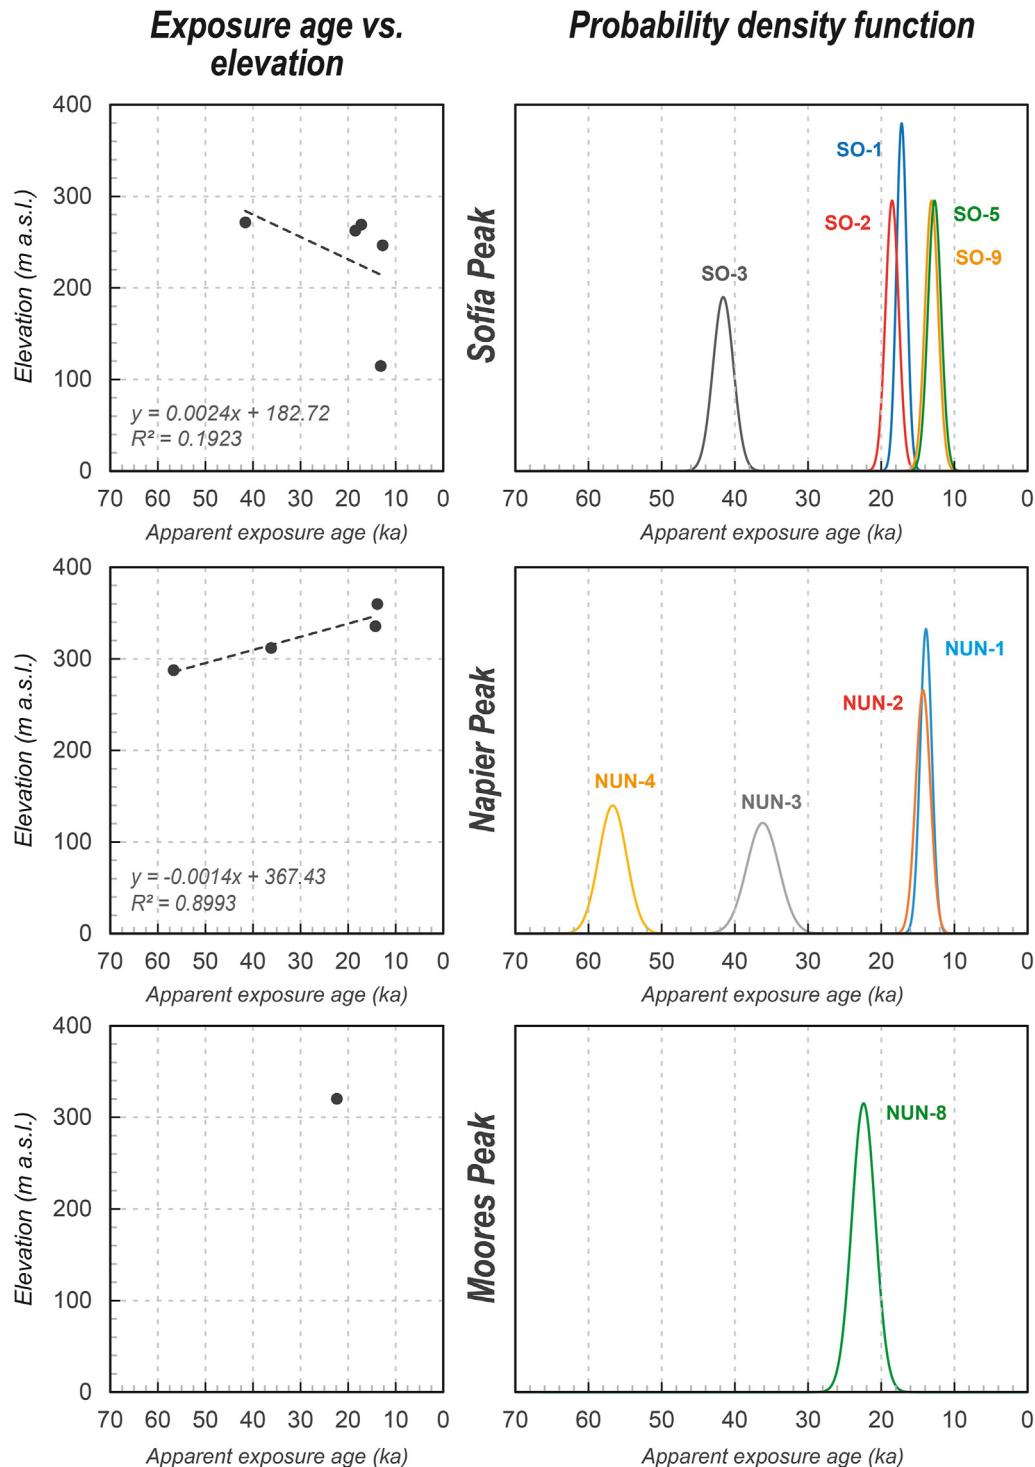 Exposure age vs.
elevation
Probability density function
400
300
200
100
0
Elevation (m a.s.l.)
y = 0.0024x + 182.72
R² = 0.1923
70 60 50 40 30 20 10 0
Apparent exposure age (ka)
Sofía Peak
SO-1
SO-2
SO-5
SO-9
SO-3
70 60 50 40 30 20 10 0
Apparent exposure age (ka)
400
300
200
100
0
Elevation (m a.s.l.)
y = -0.0014x + 367.43
R² = 0.8993
70 60 50 40 30 20 10 0
Apparent exposure age (ka)
Napier Peak
NUN-1
NUN-2
NUN-4
NUN-3
70 60 50 40 30 20 10 0
Apparent exposure age (ka)
400
300
200
100
0
Elevation (m a.s.l.)
70 60 50 40 30 20 10 0
Apparent exposure age (ka)
Moores Peak
NUN-8
70 60 50 40 30 20 10 0
Apparent exposure age (ka)